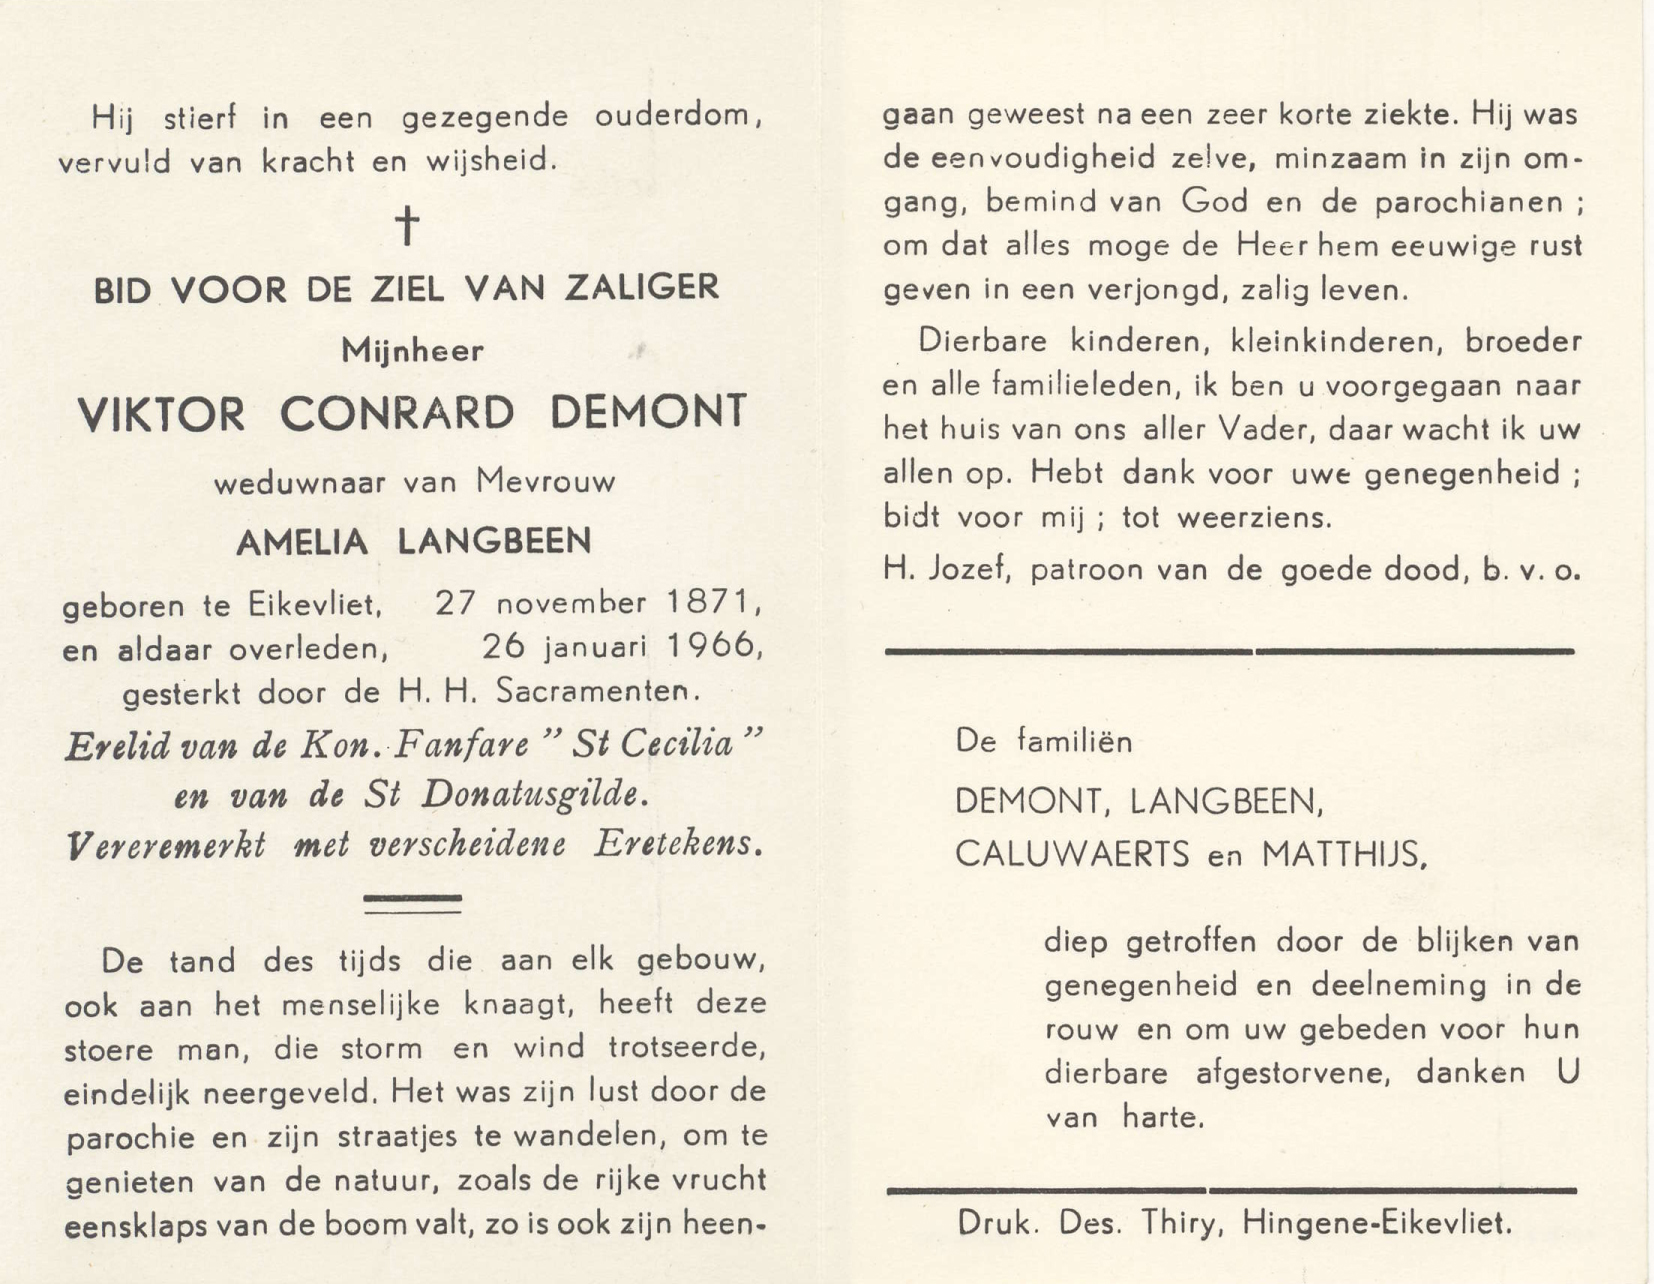 Hij stierf in een gezegende ouderdom,
vervuld van kracht en wijsheid.
†
BID VOOR DE ZIEL VAN ZALIGER
Mijnheer
VIKTOR CONRARD DEMONT
weduwnaar van Mevrouw
AMELIA LANGBEEN
geboren te Eikevliet, 27 november 1871,
en aldaar overleden, 26 januari 1966,
gesterkt door de H. H. Sacramenten.
Erelid van de Kon. Fanfare ” St Cecilia ”
en van de St Donatusgilde.
Vereremerkt met verscheidene Eretekens.
De tand des tijds die aan elk gebouw,
ook aan het menselijke knaagt, heeft deze
stoere man, die storm en wind trotseerde,
eindelijk neergeveld. Het was zijn lust door de
parochie en zijn straatjes te wandelen, om te
genieten van de natuur, zoals de rijke vrucht
eensklaps van de boom valt, zo is ook zijn heen-
gaan geweest na een zeer korte ziekte. Hij was
de eenvoudigheid zelve, minzaam in zijn om-
gang, bemind van God en de parochianen ;
om dat alles moge de Heer hem eeuwige rust
geven in een verjongd, zalig leven.
Dierbare kinderen, kleinkinderen, broeder
en alle familieleden, ik ben u voorgegaan naar
het huis van ons aller Vader, daar wacht ik uw
allen op. Hebt dank voor uwe genegenheid ;
bidt voor mij ; tot weerziens.
H. Jozef, patroon van de goede dood, b. v. o.
De familiën
DEMONT, LANGBEEN,
CALUWAERTS en MATTHIJS,
diep getroffen door de blijken van
genegenheid en deelneming in de
rouw en om uw gebeden voor hun
dierbare afgestorvene, danken U
van harte.
Druk. Des. Thiry, Hingene-Eikevliet.